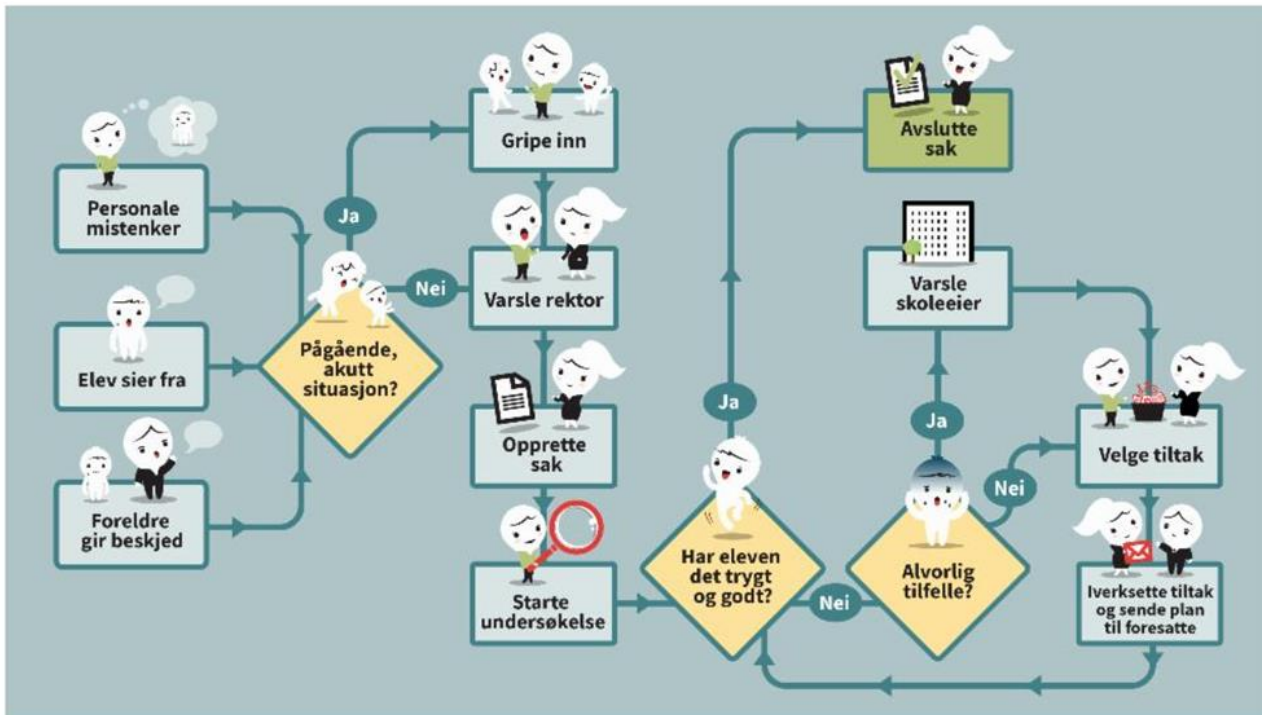 Personale
mistenker
Elev sier fra
Foreldre
gir beskjed
Pågående,
akutt
situasjon?
Ja
Nei
Gripe inn
Varsle rektor
Opprette
sak
Starte
undersøkelse
Har eleven
det trygt
og godt?
Ja
Nei
Avslutte
sak
Alvorlig
tilfelle?
Ja
Nei
Varsle
skoleeier
Velge tiltak
Iverksette tiltak
og sende plan
til foresatte